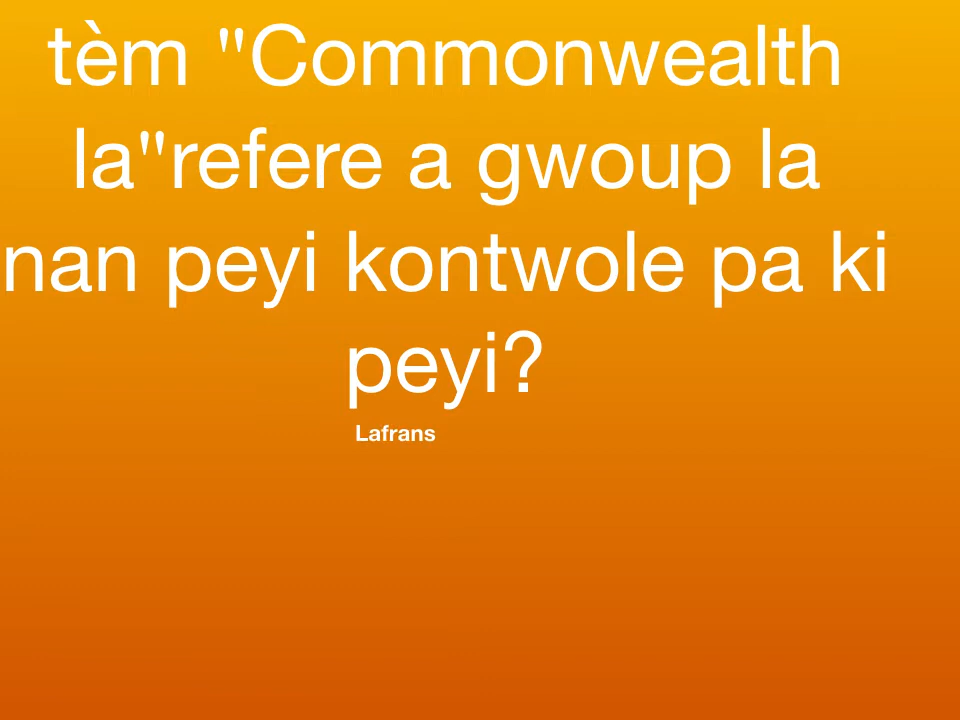 tèm "Commonwealth
la"refere a gwoup la
nan peyi kontwole pa ki
peyi?
Lafrans